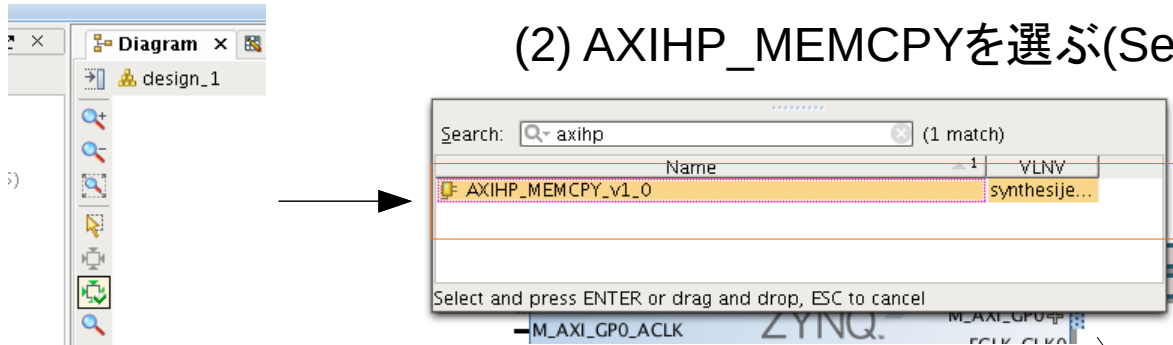 (2) AXIHP_MEMCPYを選ぶ(Se
Diagram
design_1
Search: axihp (1 match)
Name 1 VLNV
AXIHP_MEMCPY_v1_0 synthesije...
Select and press ENTER or drag and drop, ESC to cancel
M_AXI_GP0_ACLK ZYNQ M_AXI_GP0
FCLK_CLK0